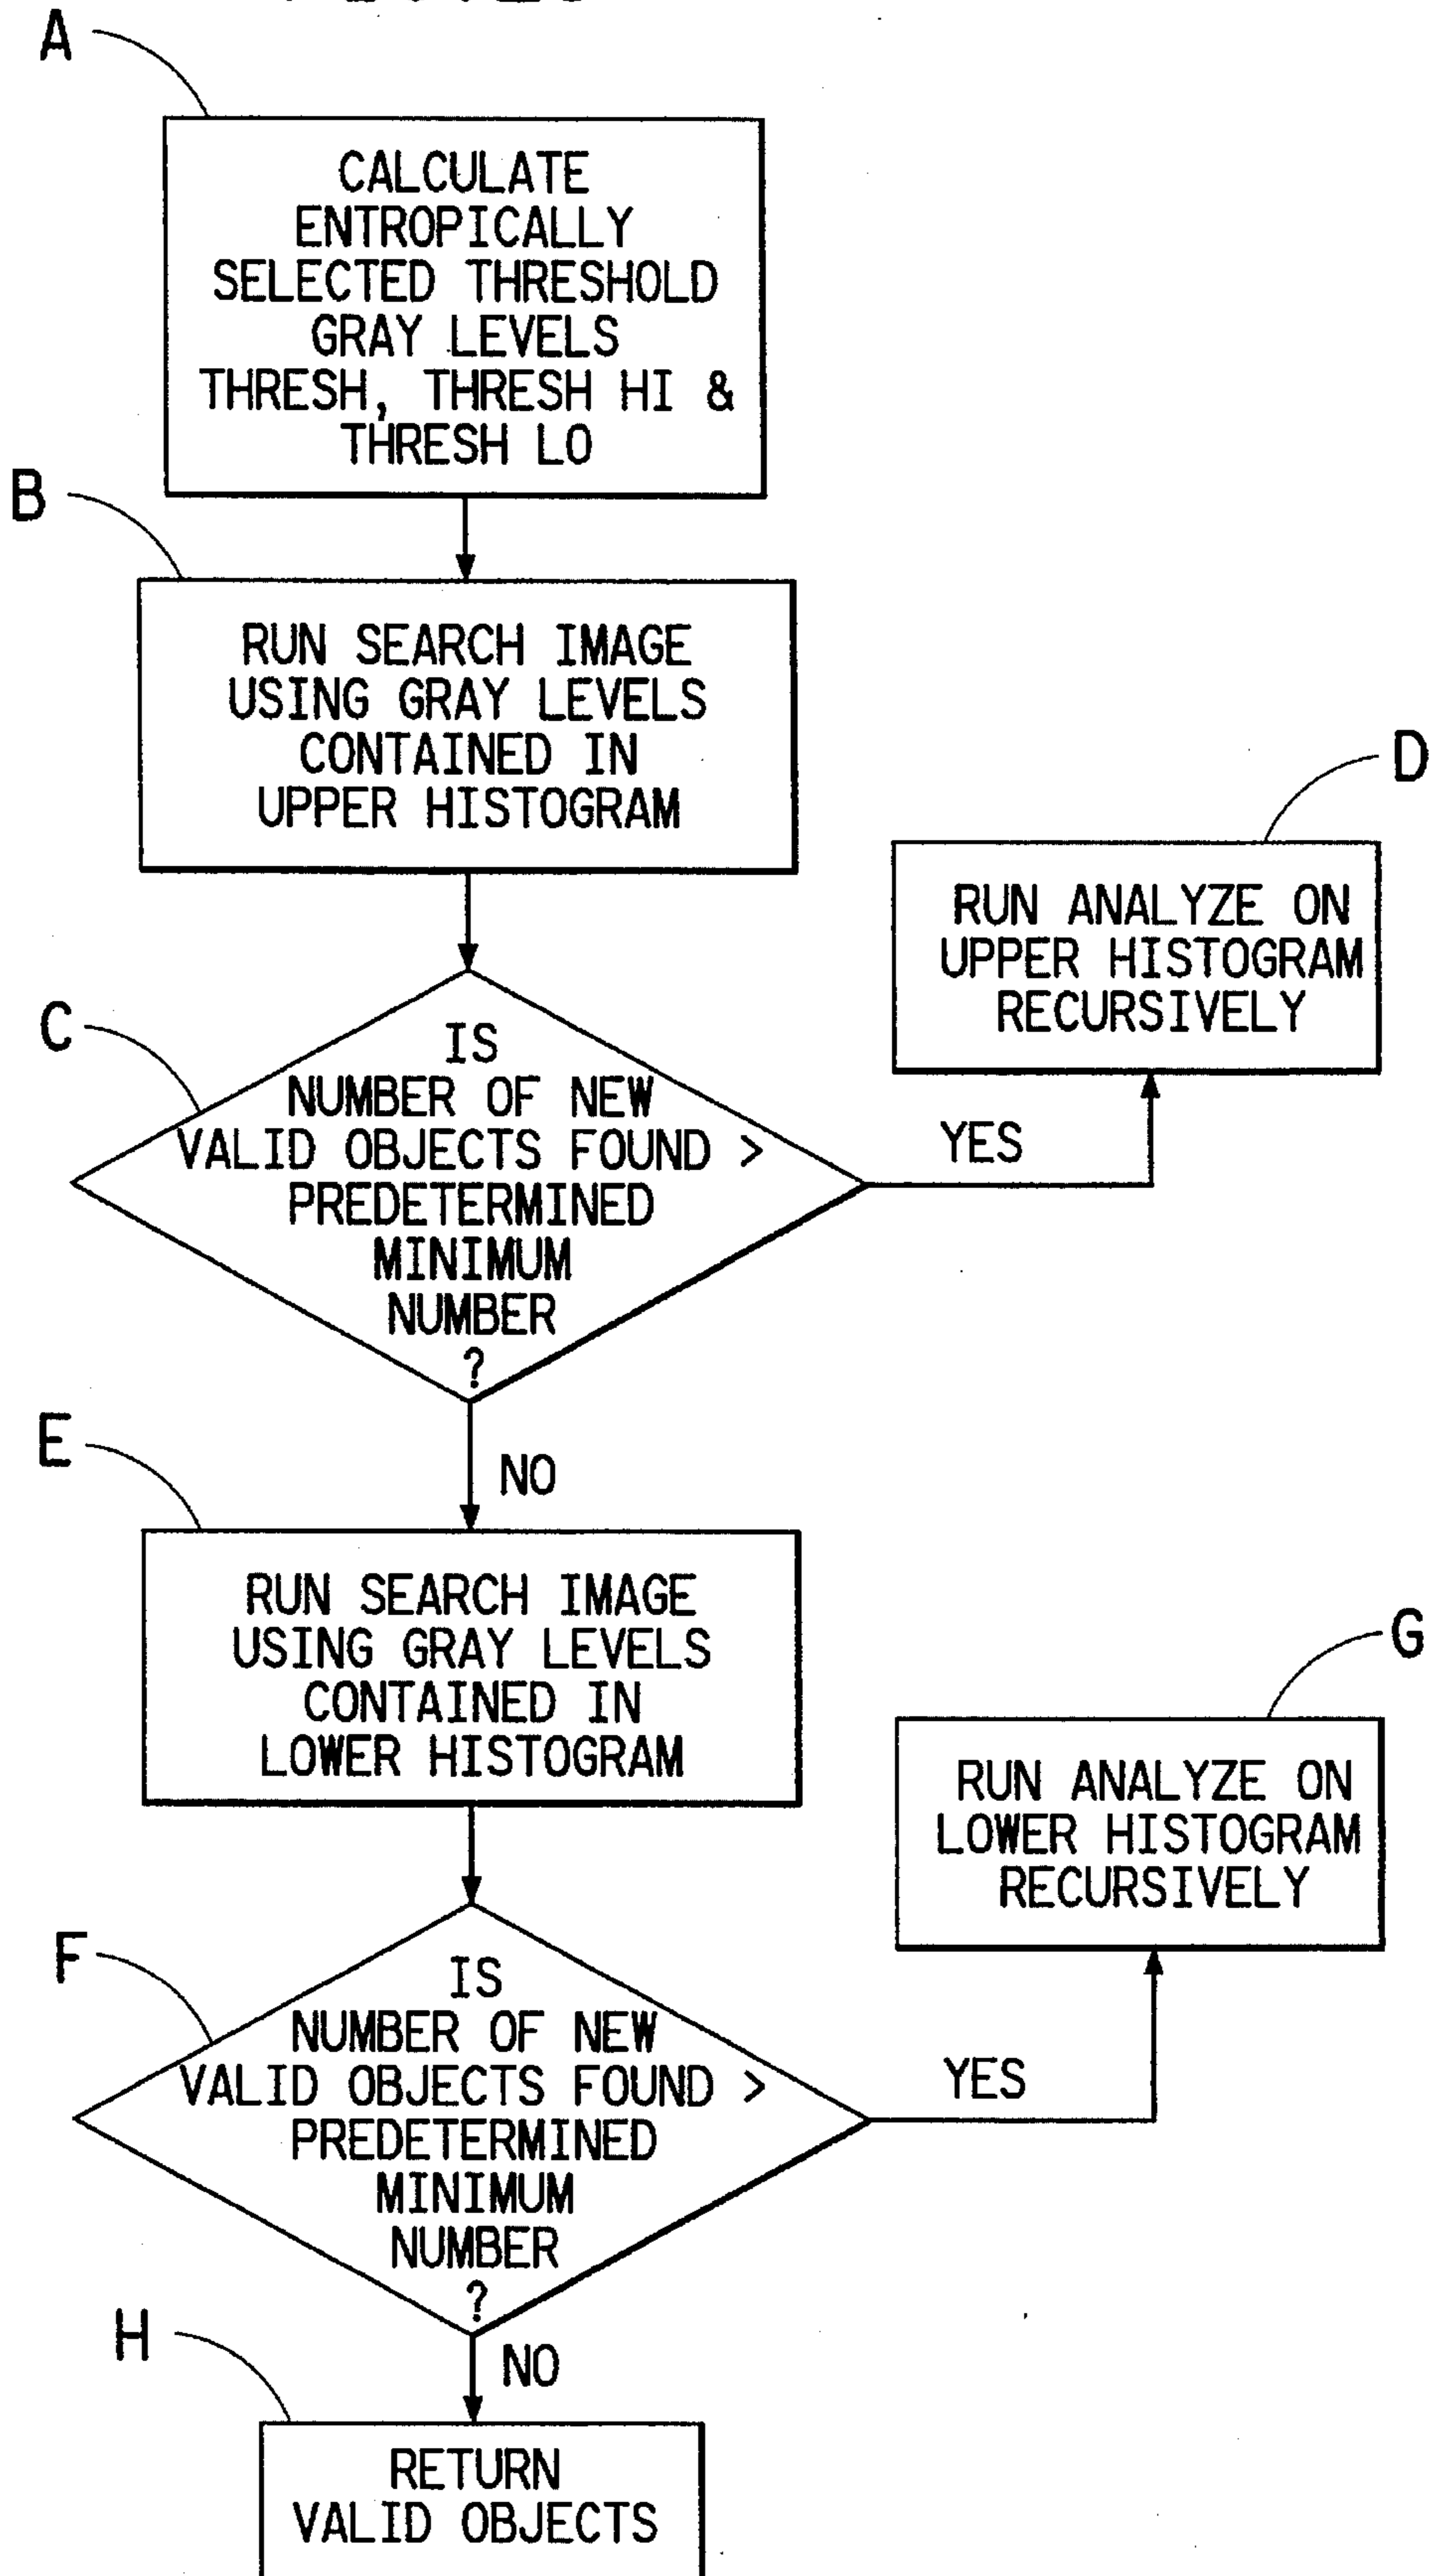 A
CALCULATE
ENTROPICALLY
SELECTED THRESHOLD
GRAY LEVELS
THRESH, THRESH HI &
THRESH LO
B
RUN SEARCH IMAGE
USING GRAY LEVELS
CONTAINED IN
UPPER HISTOGRAM
D
RUN ANALYZE ON
UPPER HISTOGRAM
RECURSIVELY
C
IS
NUMBER OF NEW
VALID OBJECTS FOUND >
PREDETERMINED
MINIMUM
NUMBER
?
YES
NO
E
RUN SEARCH IMAGE
USING GRAY LEVELS
CONTAINED IN
LOWER HISTOGRAM
G
RUN ANALYZE ON
LOWER HISTOGRAM
RECURSIVELY
F
IS
NUMBER OF NEW
VALID OBJECTS FOUND >
PREDETERMINED
MINIMUM
NUMBER
?
YES
NO
H
RETURN
VALID OBJECTS